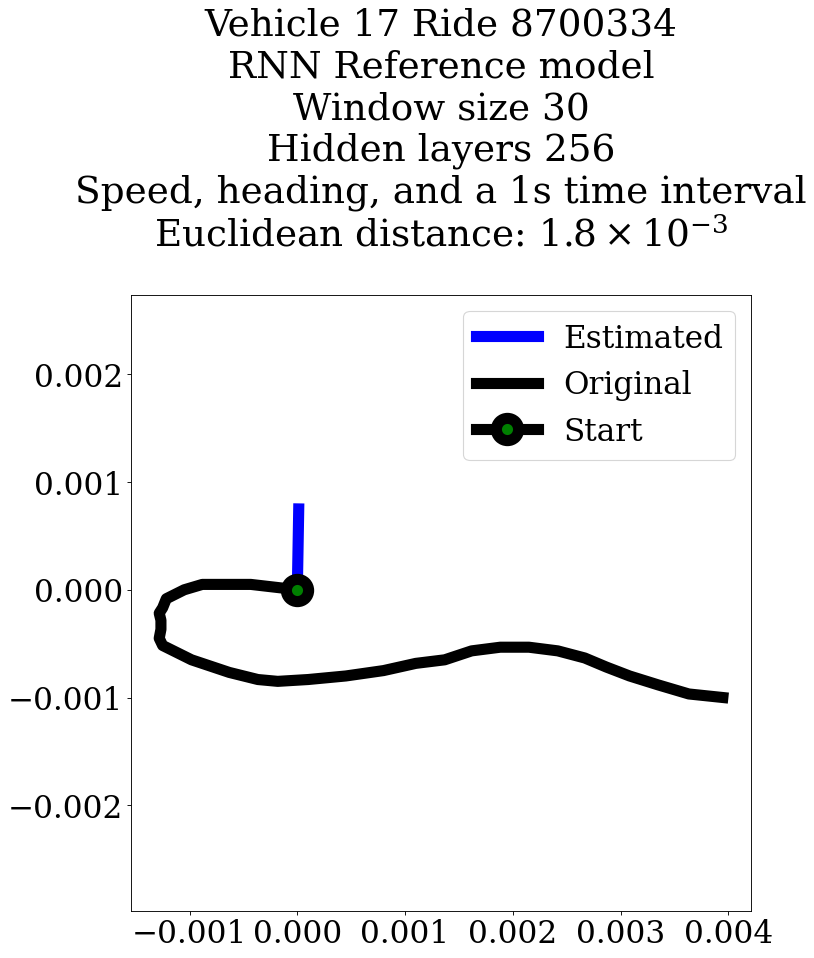 Vehicle 17 Ride 8700334
RNN Reference model
Window size 30
Hidden layers 256
Speed, heading, and a 1s time interval
Euclidean distance: 1.8 × 10⁻³
Estimated
Original
Start
0.002
0.001
0.000
−0.001
−0.002
−0.001 0.000 0.001 0.002 0.003 0.004